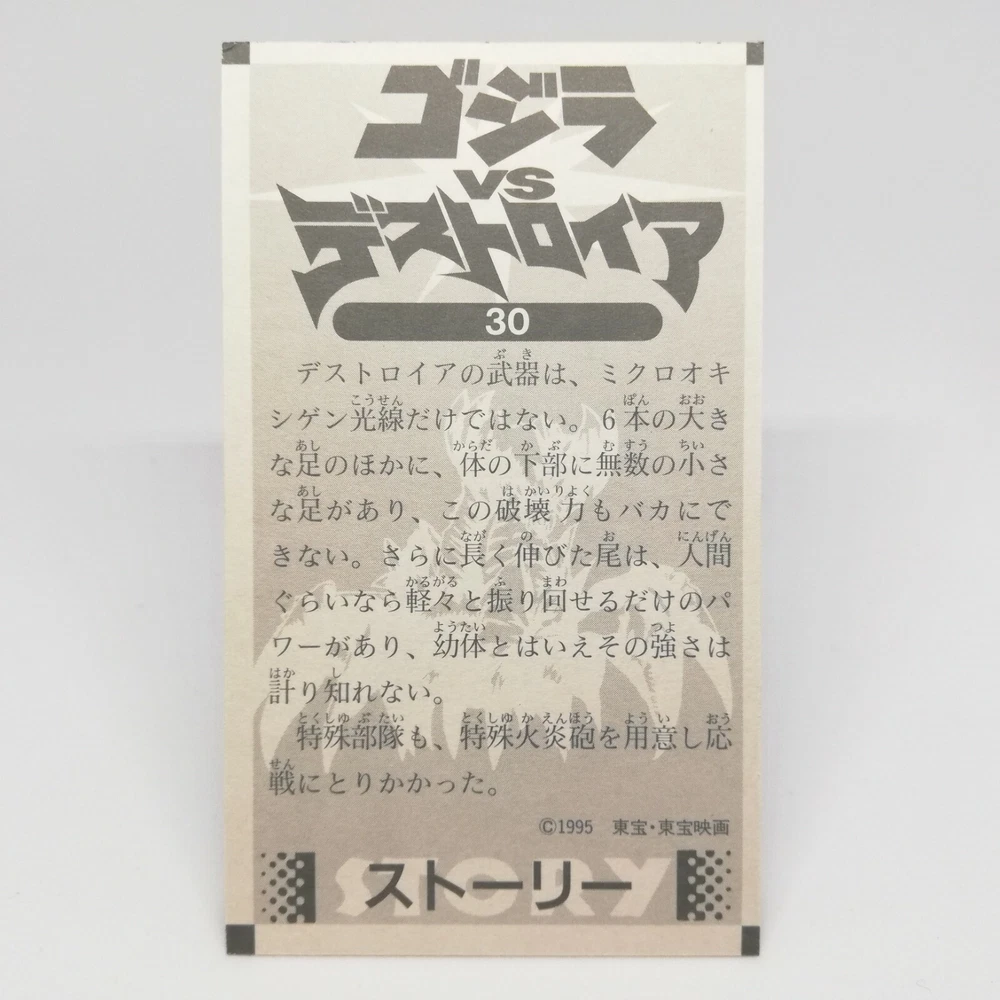 ゴジラ
VS
デストロイア
30
デストロイアの武器は、ミクロオキ
シゲン光線だけではない。6本の大き
な足のほかに、体の下部に無数の小さ
な足があり、この破壊力もバカにで
きない。さらに長く伸びた尾は、人間
ぐらいなら軽々と振り回せるだけのパ
ワーがあり、幼体とはいえその強さは
計り知れない。
特殊部隊も、特殊火炎砲を用意し応
戦にとりかかった。
©1995 東宝・東宝映画
STORY
ストーリー